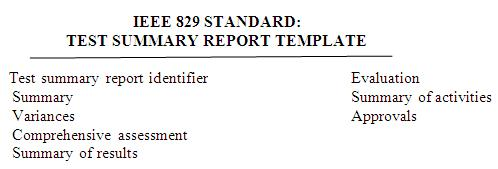 IEEE 829 STANDARD:
TEST SUMMARY REPORT TEMPLATE
Test summary report identifier
Summary
Variances
Comprehensive assessment
Summary of results
Evaluation
Summary of activities
Approvals